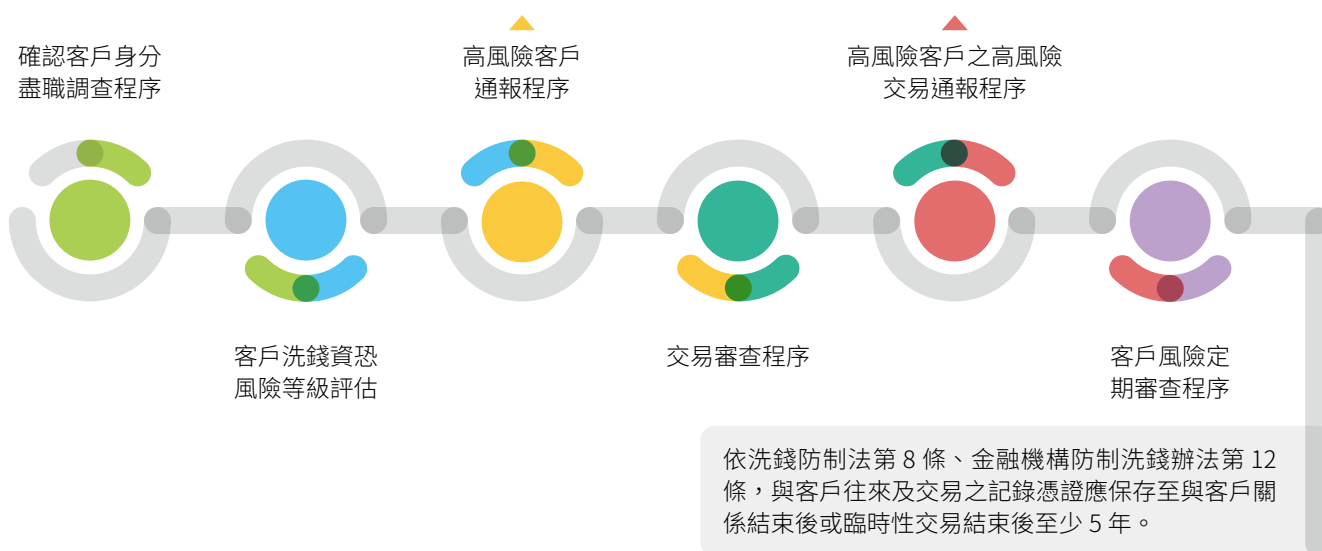 確認客戶身分
盡職調查程序
高風險客戶
通報程序
高風險客戶之高風險
交易通報程序
客戶洗錢資恐
風險等級評估
交易審查程序
客戶風險定
期審查程序
依洗錢防制法第 8 條、金融機構防制洗錢辦法第 12
條，與客戶往來及交易之記錄憑證應保存至與客戶關
係結束後或臨時性交易結束後至少 5 年。